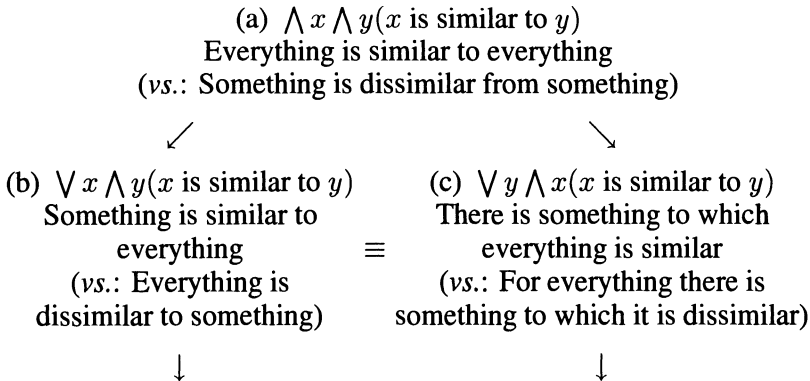 (a) ⋀ x ⋀ y(x is similar to y)
Everything is similar to everything
(vs.: Something is dissimilar from something)
↙ ↘
(b) ⋁ x ⋀ y(x is similar to y)
Something is similar to
everything
(vs.: Everything is
dissimilar to something)
↓
≡
(c) ⋁ y ⋀ x(x is similar to y)
There is something to which
everything is similar
(vs.: For everything there is
something to which it is dissimilar)
↓